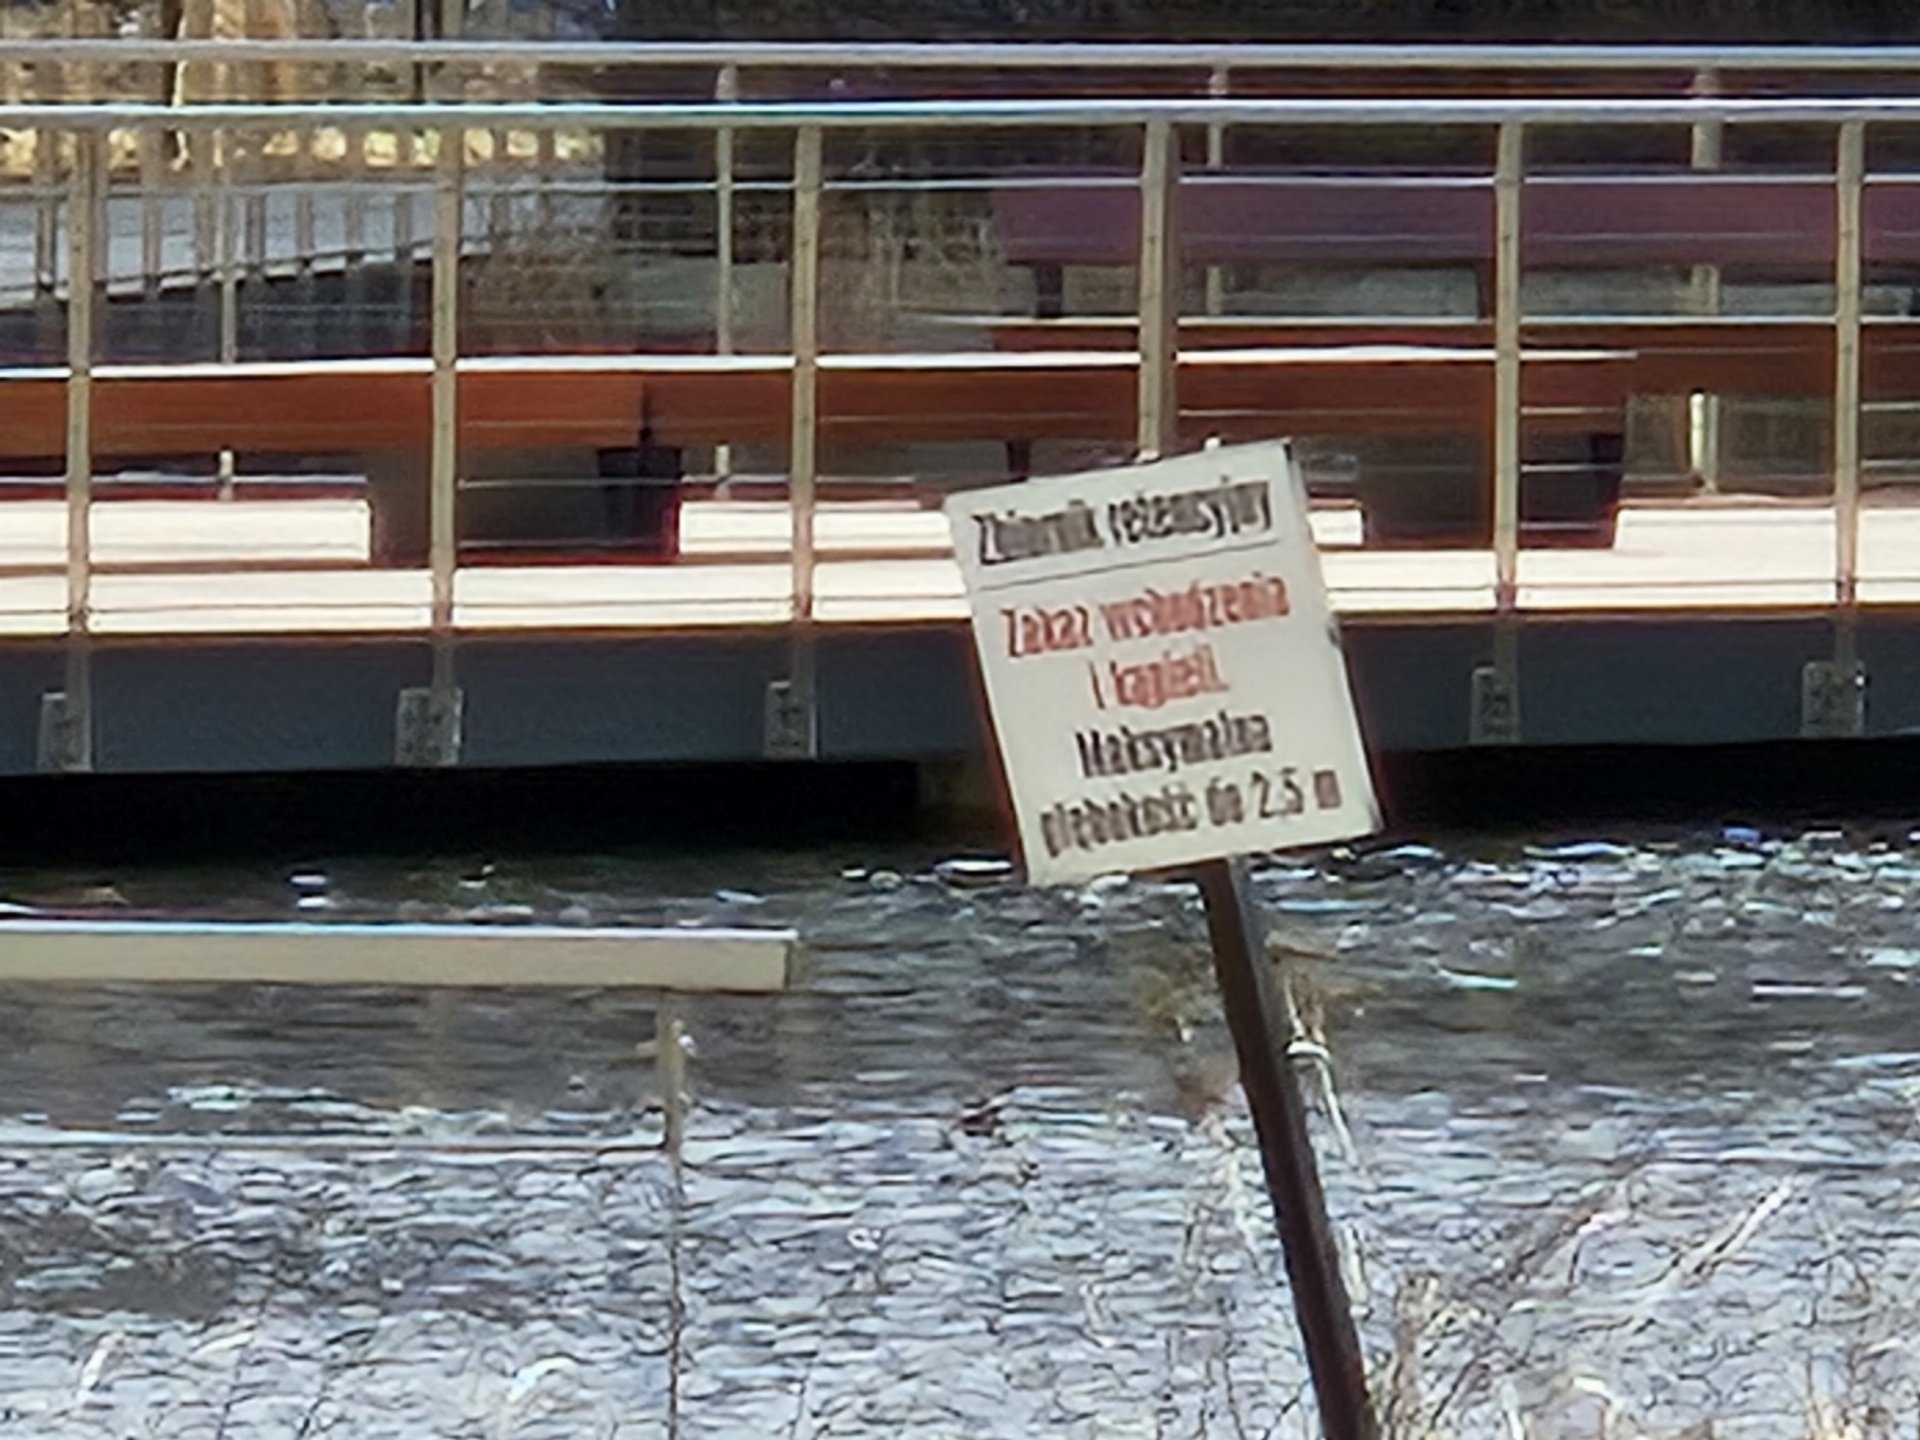 Zbiornik retencyjny
Zakaz wchodzenia
i kąpieli.
Maksymalna
głębokość do 2,5 m